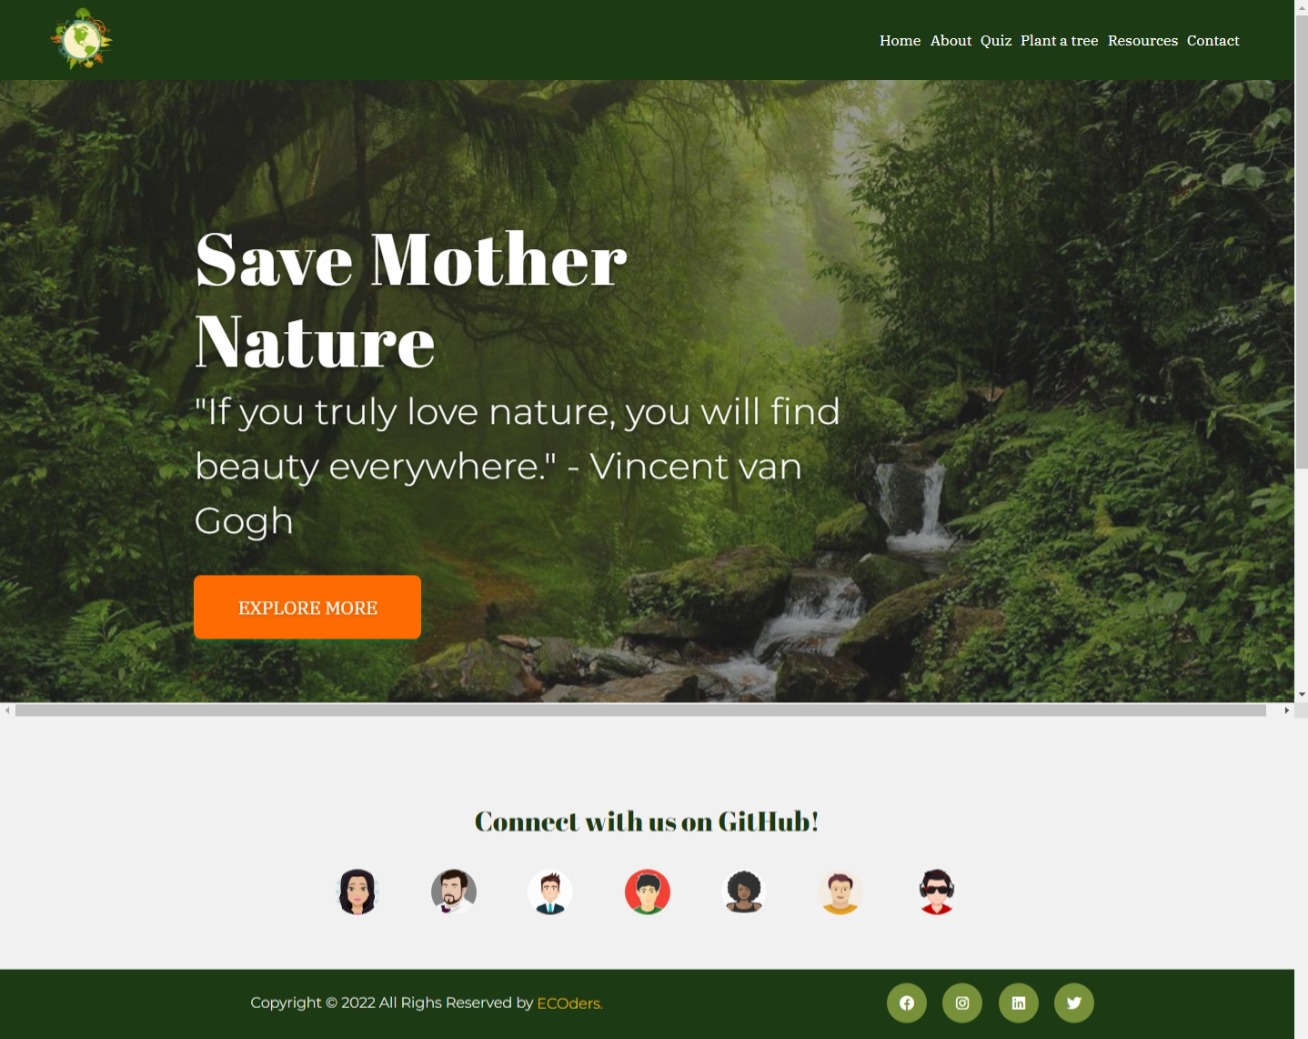 Home About Quiz Plant a tree Resources Contact
Save Mother
Nature
"If you truly love nature, you will find
beauty everywhere." - Vincent van
Gogh
EXPLORE MORE
Connect with us on GitHub!
Copyright © 2022 All Righs Reserved by ECOders.